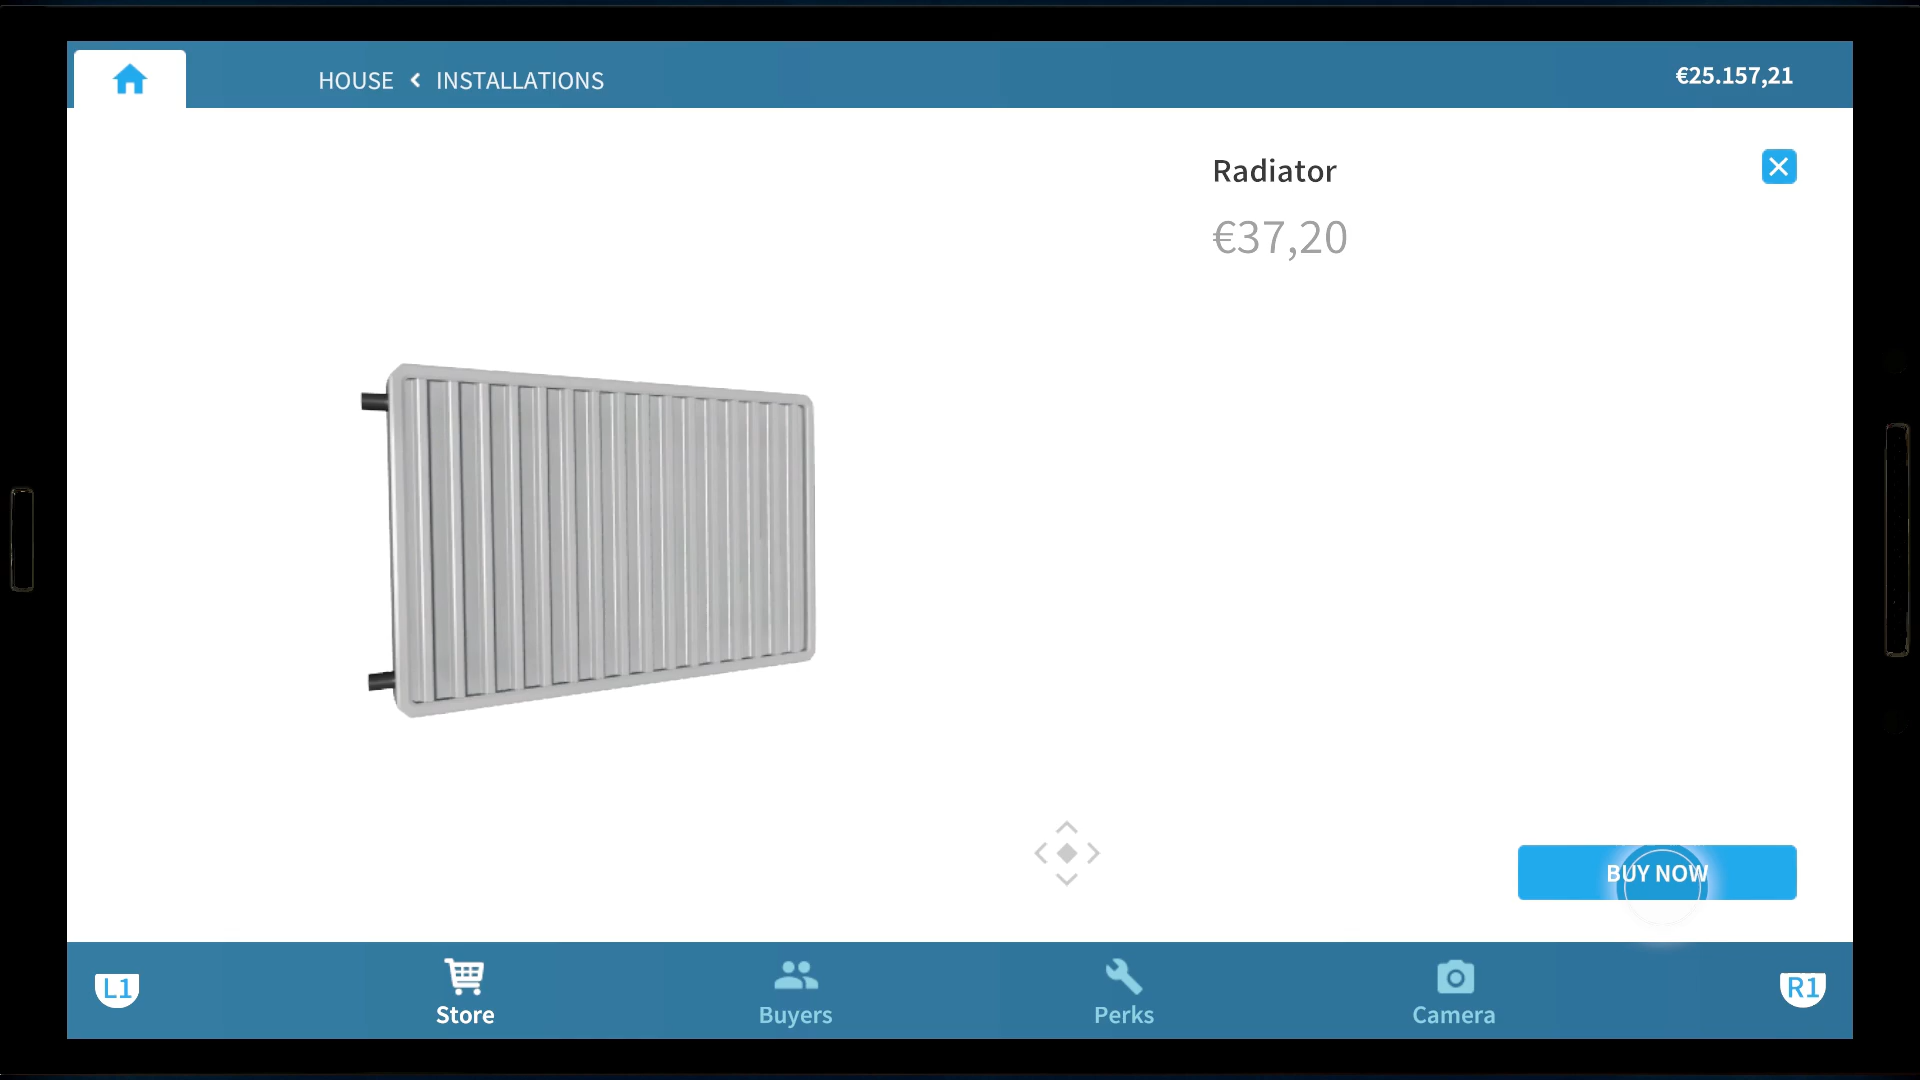 HOUSE < INSTALLATIONS
€25.157,21
Radiator
€37,20
BUY NOW
L1
Store
Buyers
Perks
Camera
R1